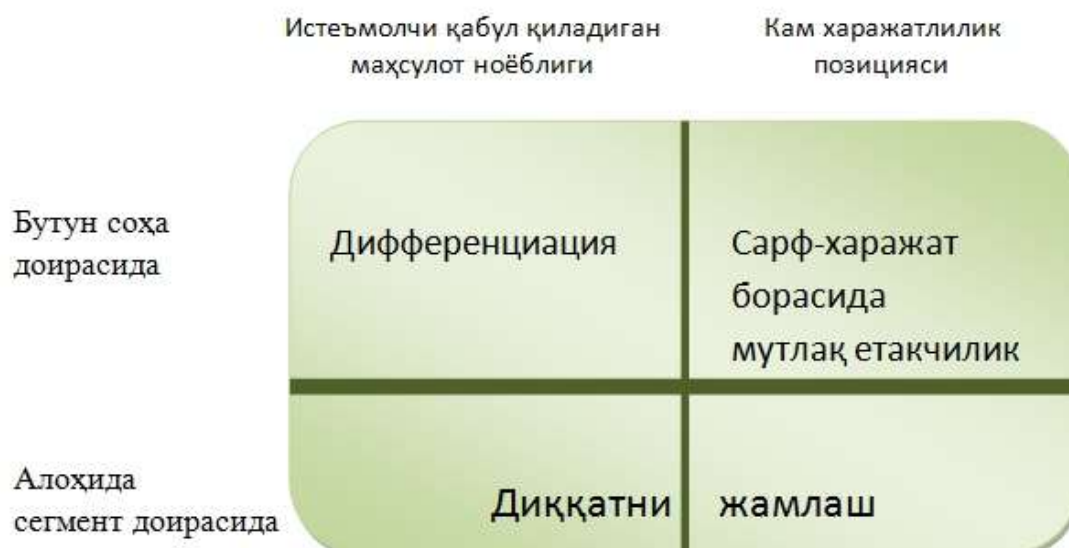 Истеъмолчи қабул қиладиган
маҳсулот ноёблиги
Кам харажатлилик
позицияси
Бутун соҳа
доирасида
Дифференциация
Сарф-харажат
борасида
мутлақ етакчилик
Алоҳида
сегмент доирасида
Диққатни жамлаш